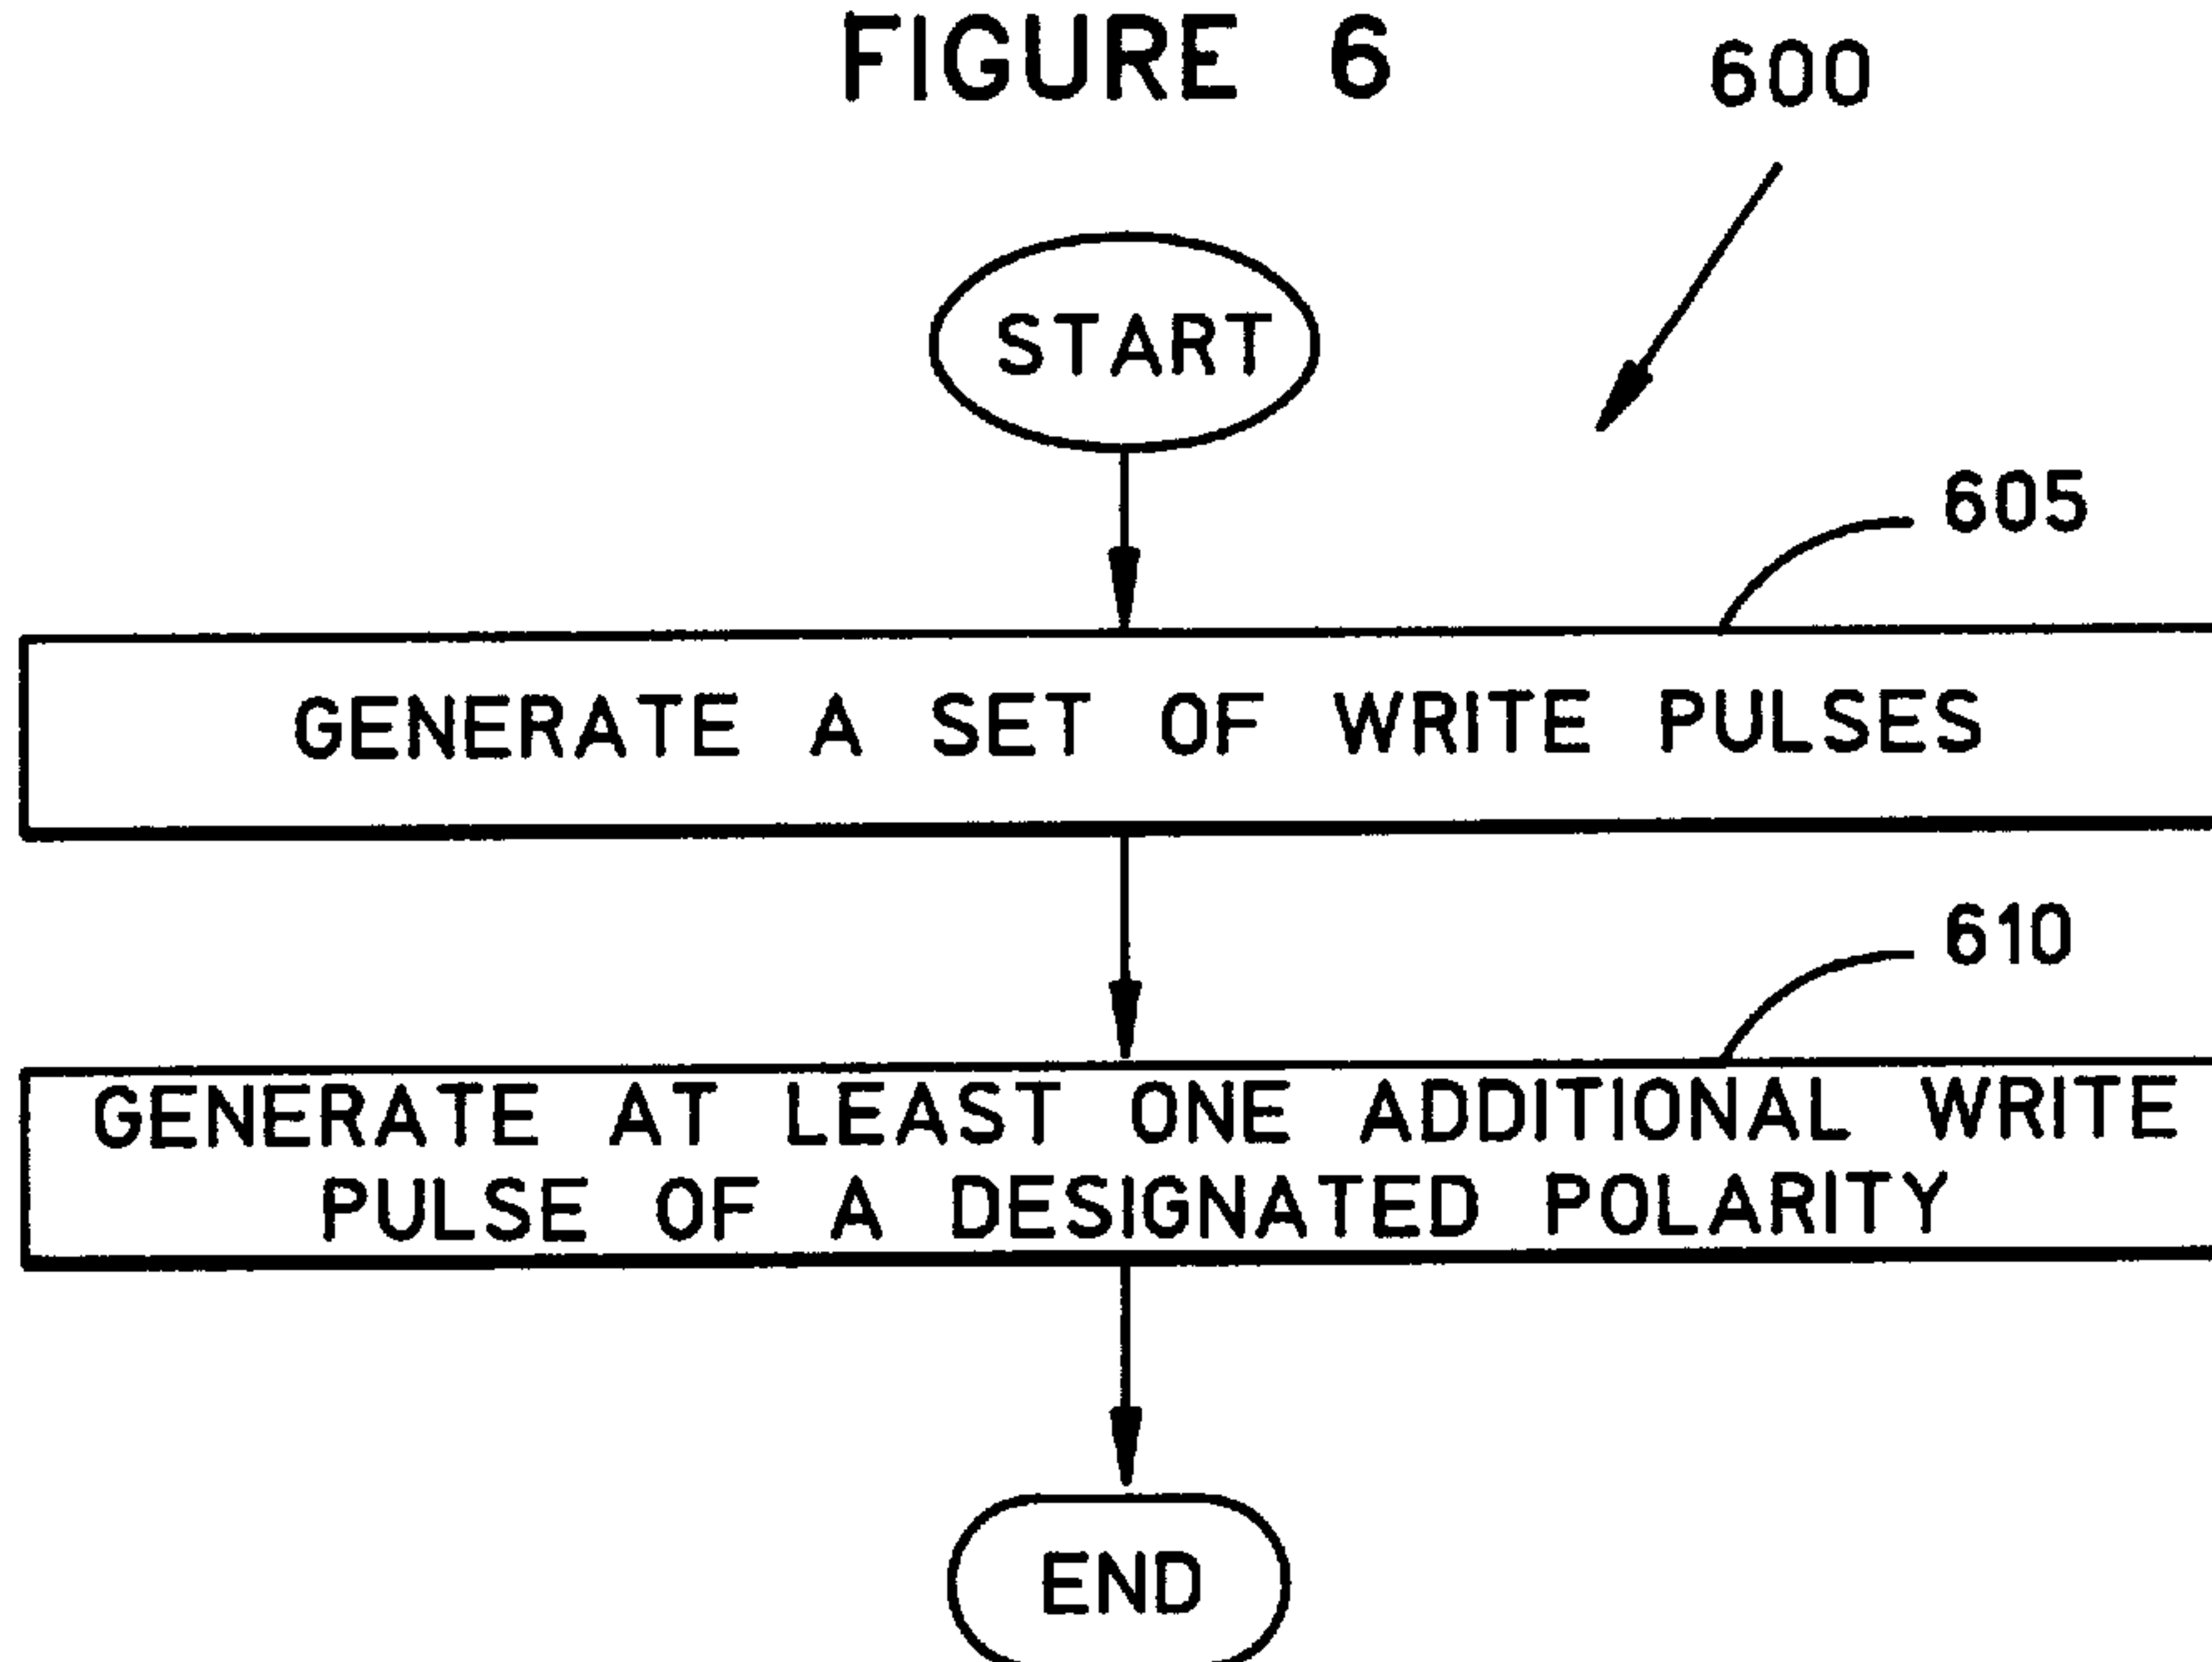 FIGURE 6
600
START
605
GENERATE A SET OF WRITE PULSES
610
GENERATE AT LEAST ONE ADDITIONAL WRITE
PULSE OF A DESIGNATED POLARITY
END